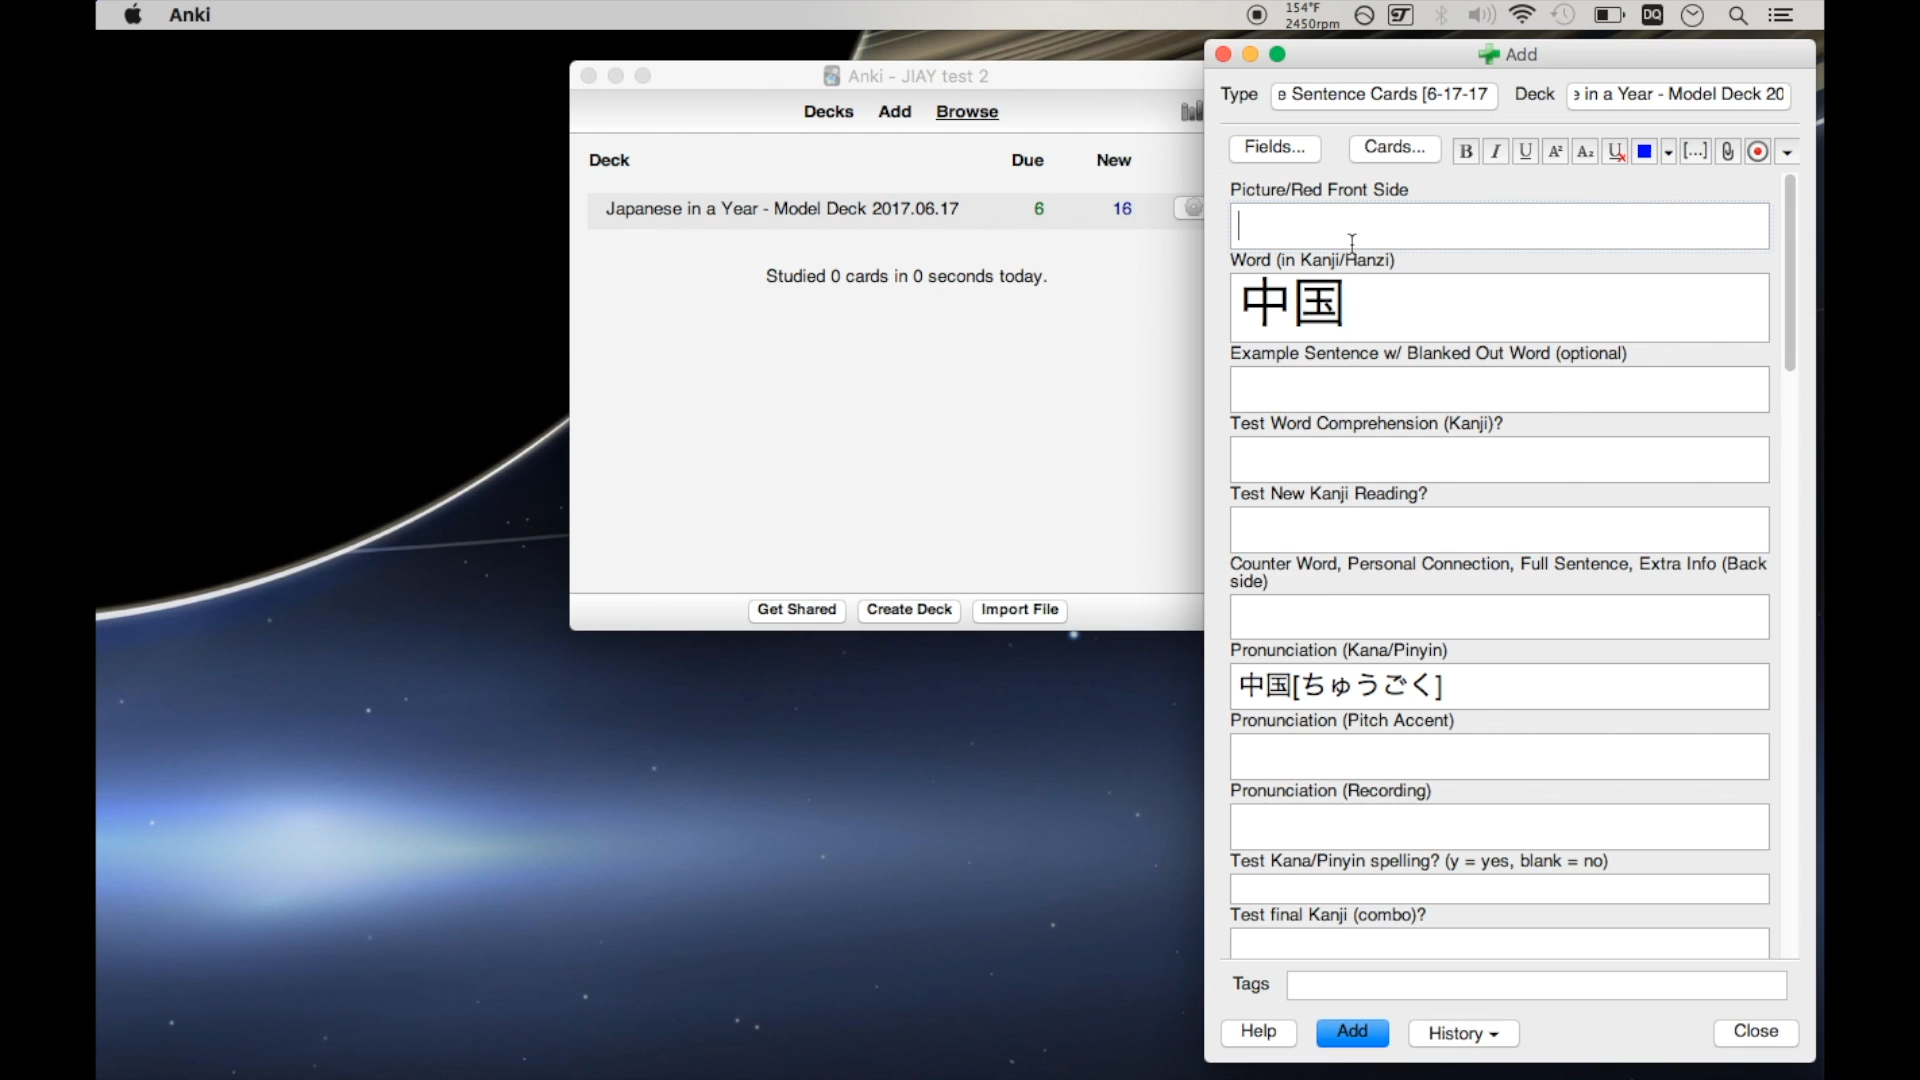 Anki
154°F
2450rpm
DQ
Anki - JIAY test 2
Decks Add Browse
Deck Due New
Japanese in a Year - Model Deck 2017.06.17 6 16
Studied 0 cards in 0 seconds today.
Get Shared Create Deck Import File
Add
Type e Sentence Cards [6-17-17 Deck e in a Year - Model Deck 20
Fields... Cards... B I U A² A₂ U [...]
Picture/Red Front Side
Word (in Kanji/Hanzi)
中国
Example Sentence w/ Blanked Out Word (optional)
Test Word Comprehension (Kanji)?
Test New Kanji Reading?
Counter Word, Personal Connection, Full Sentence, Extra Info (Back
side)
Pronunciation (Kana/Pinyin)
中国[ちゅうごく]
Pronunciation (Pitch Accent)
Pronunciation (Recording)
Test Kana/Pinyin spelling? (y = yes, blank = no)
Test final Kanji (combo)?
Tags
Help Add History Close